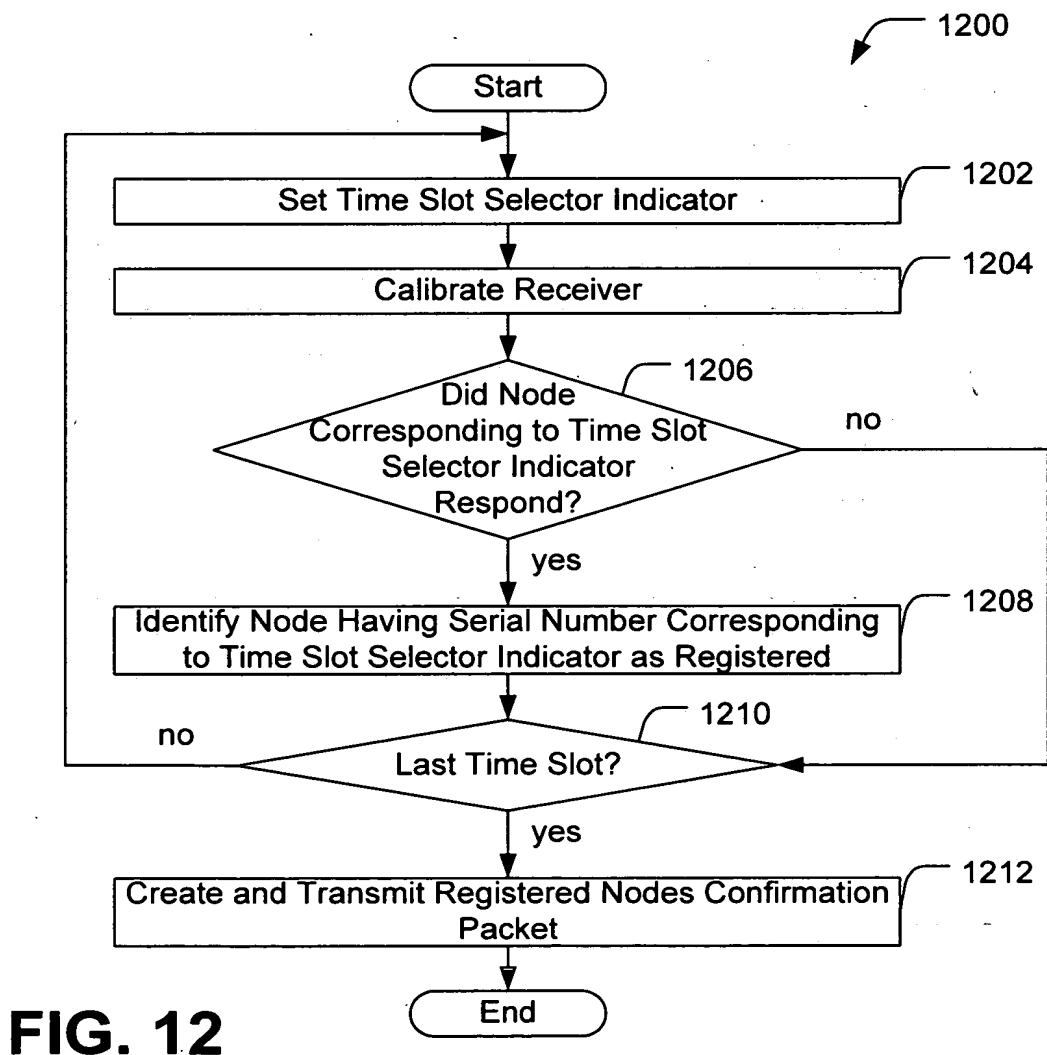 1200
Start
Set Time Slot Selector Indicator
1202
Calibrate Receiver
1204
Did Node
Corresponding to Time Slot
Selector Indicator
Respond?
1206
no
yes
Identify Node Having Serial Number Corresponding
to Time Slot Selector Indicator as Registered
1208
Last Time Slot?
1210
no
yes
Create and Transmit Registered Nodes Confirmation
Packet
1212
End
FIG. 12